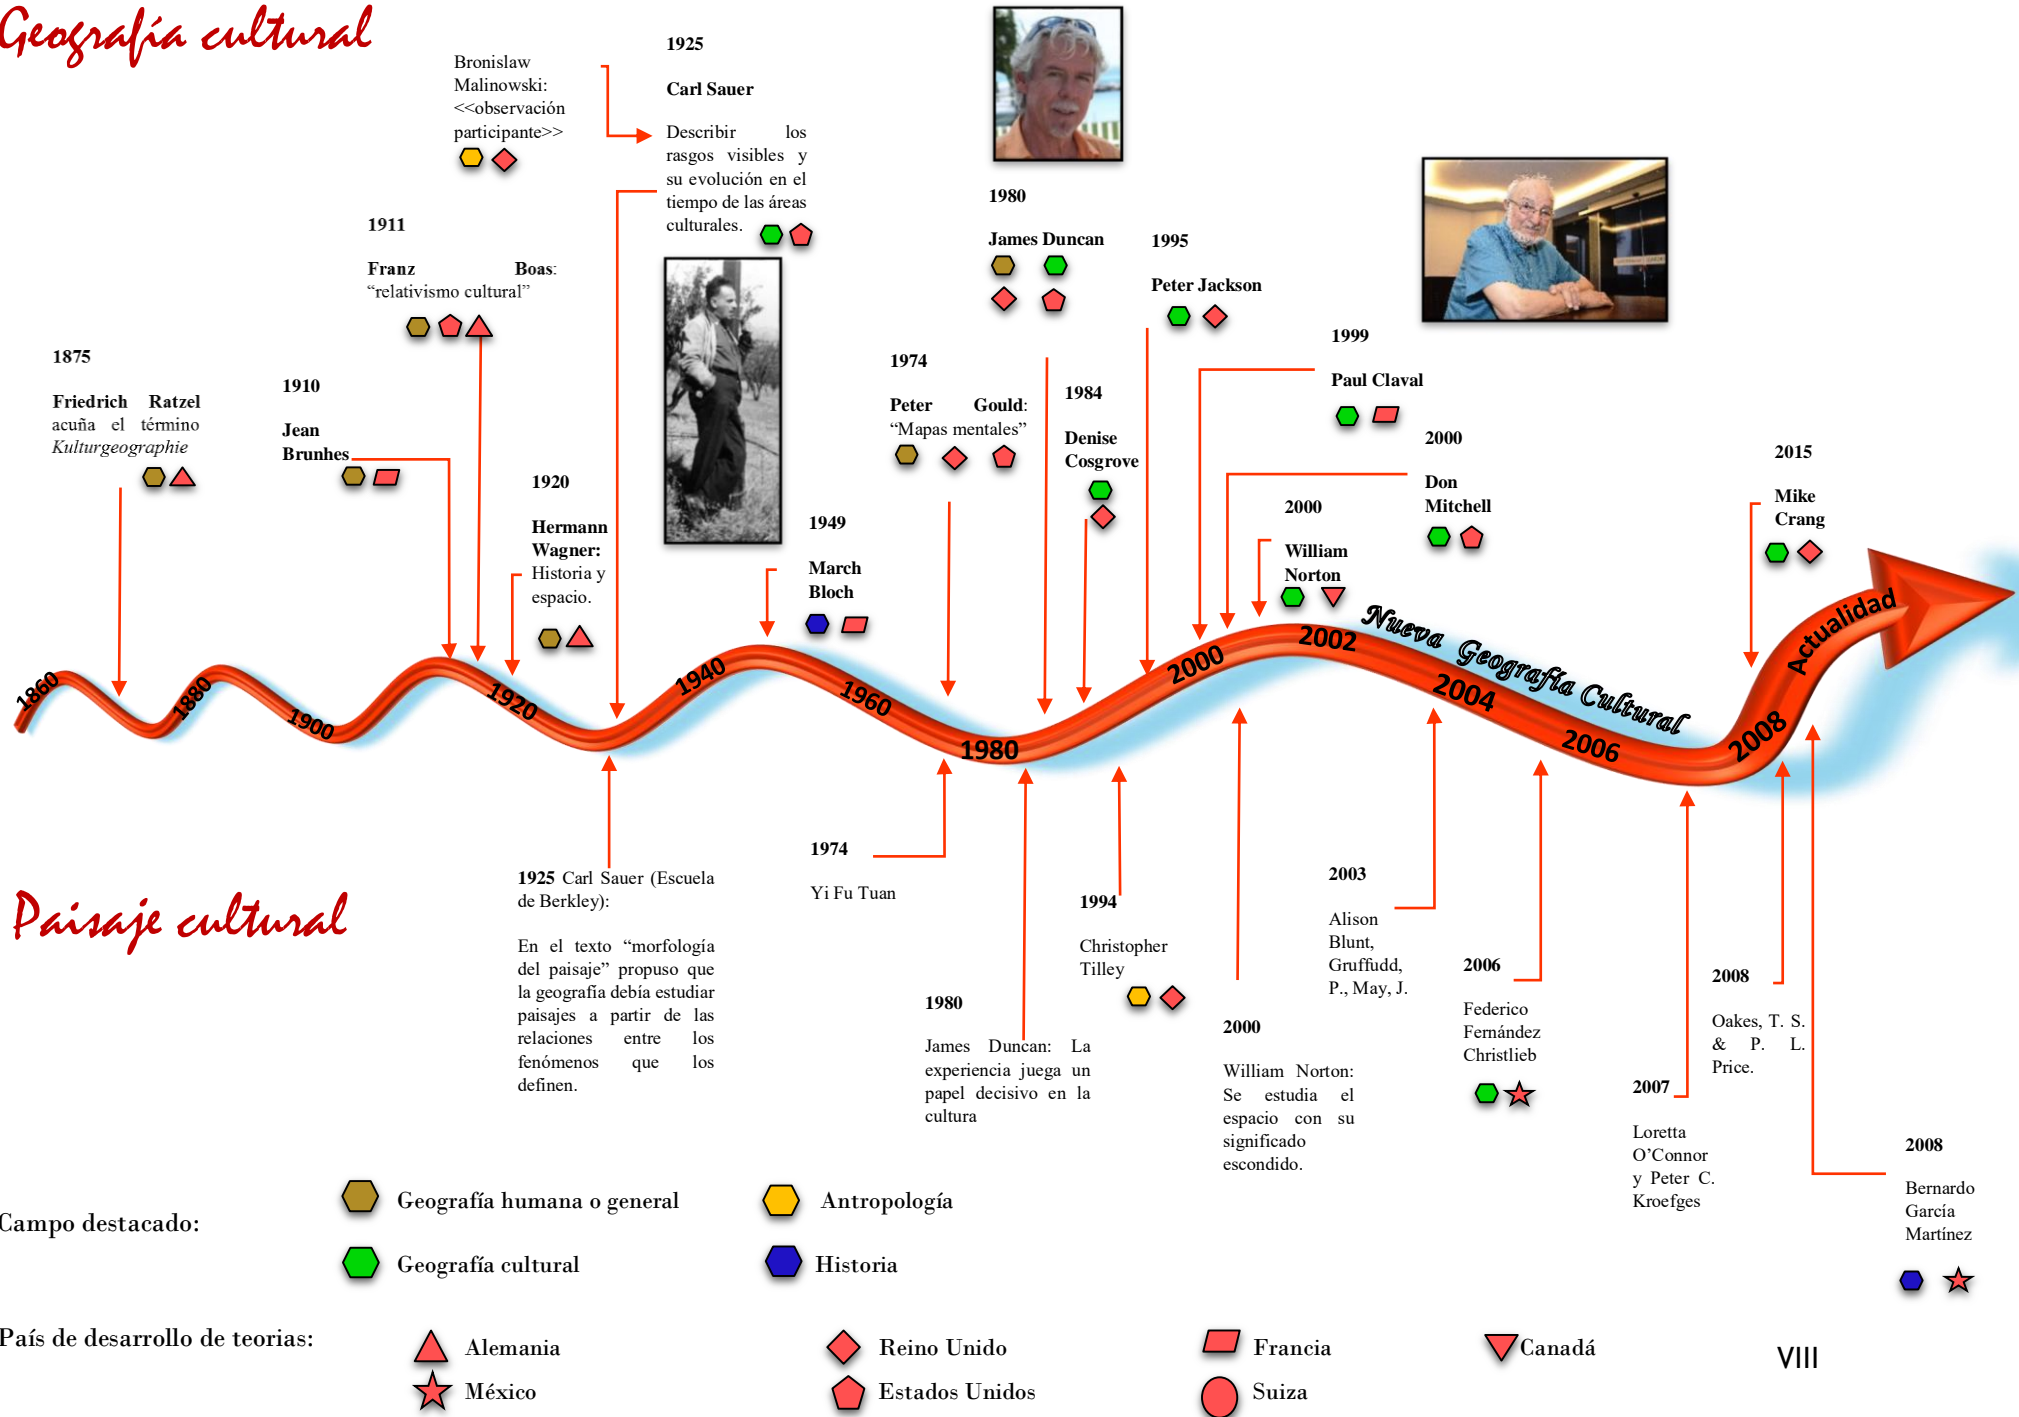 Geografía cultural
Bronislaw
Malinowski:
<<observación
participante>>
1925
Carl Sauer
Describir los
rasgos visibles y
su evolución en el
tiempo de las áreas
culturales.
1911
Franz Boas:
“relativismo cultural”
1875
Friedrich Ratzel
acuña el término
Kulturgeographie
1910
Jean
Brunhes
1920
Hermann
Wagner:
Historia y
espacio.
1949
March
Bloch
1974
Peter Gould:
“Mapas mentales”
1980
James Duncan
1984
Denise
Cosgrove
1995
Peter Jackson
1999
Paul Claval
2000
Don
Mitchell
2000
William
Norton
2015
Mike
Crang
1860
1880
1900
1920
1940
1960
1980
2000
2002
2004
2006
2008
Actualidad
Nueva Geografía Cultural
Paisaje cultural
1925 Carl Sauer (Escuela
de Berkley):
En el texto “morfología
del paisaje” propuso que
la geografía debía estudiar
paisajes a partir de las
relaciones entre los
fenómenos que los
definen.
1974
Yi Fu Tuan
1980
James Duncan: La
experiencia juega un
papel decisivo en la
cultura
1994
Christopher
Tilley
2000
William Norton:
Se estudia el
espacio con su
significado
escondido.
2003
Alison
Blunt,
Gruffudd,
P., May, J.
2006
Federico
Fernández
Christlieb
2007
Loretta
O’Connor
y Peter C.
Kroefges
2008
Oakes, T. S.
& P. L.
Price.
2008
Bernardo
García
Martínez
Campo destacado:
Geografía humana o general
Antropología
Geografía cultural
Historia
País de desarrollo de teorias:
Alemania
Reino Unido
Francia
Canadá
México
Estados Unidos
Suiza
VIII